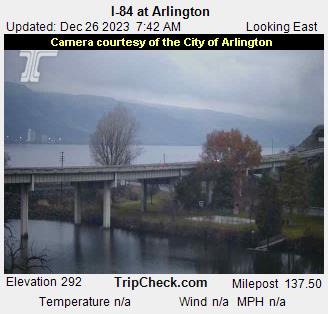 I-84 at Arlington
Updated: Dec 26 2023 7:42 AM Looking East
Camera courtesy of the City of Arlington
Elevation 292 TripCheck.com Milepost 137.50
Temperature n/a Wind n/a MPH n/a